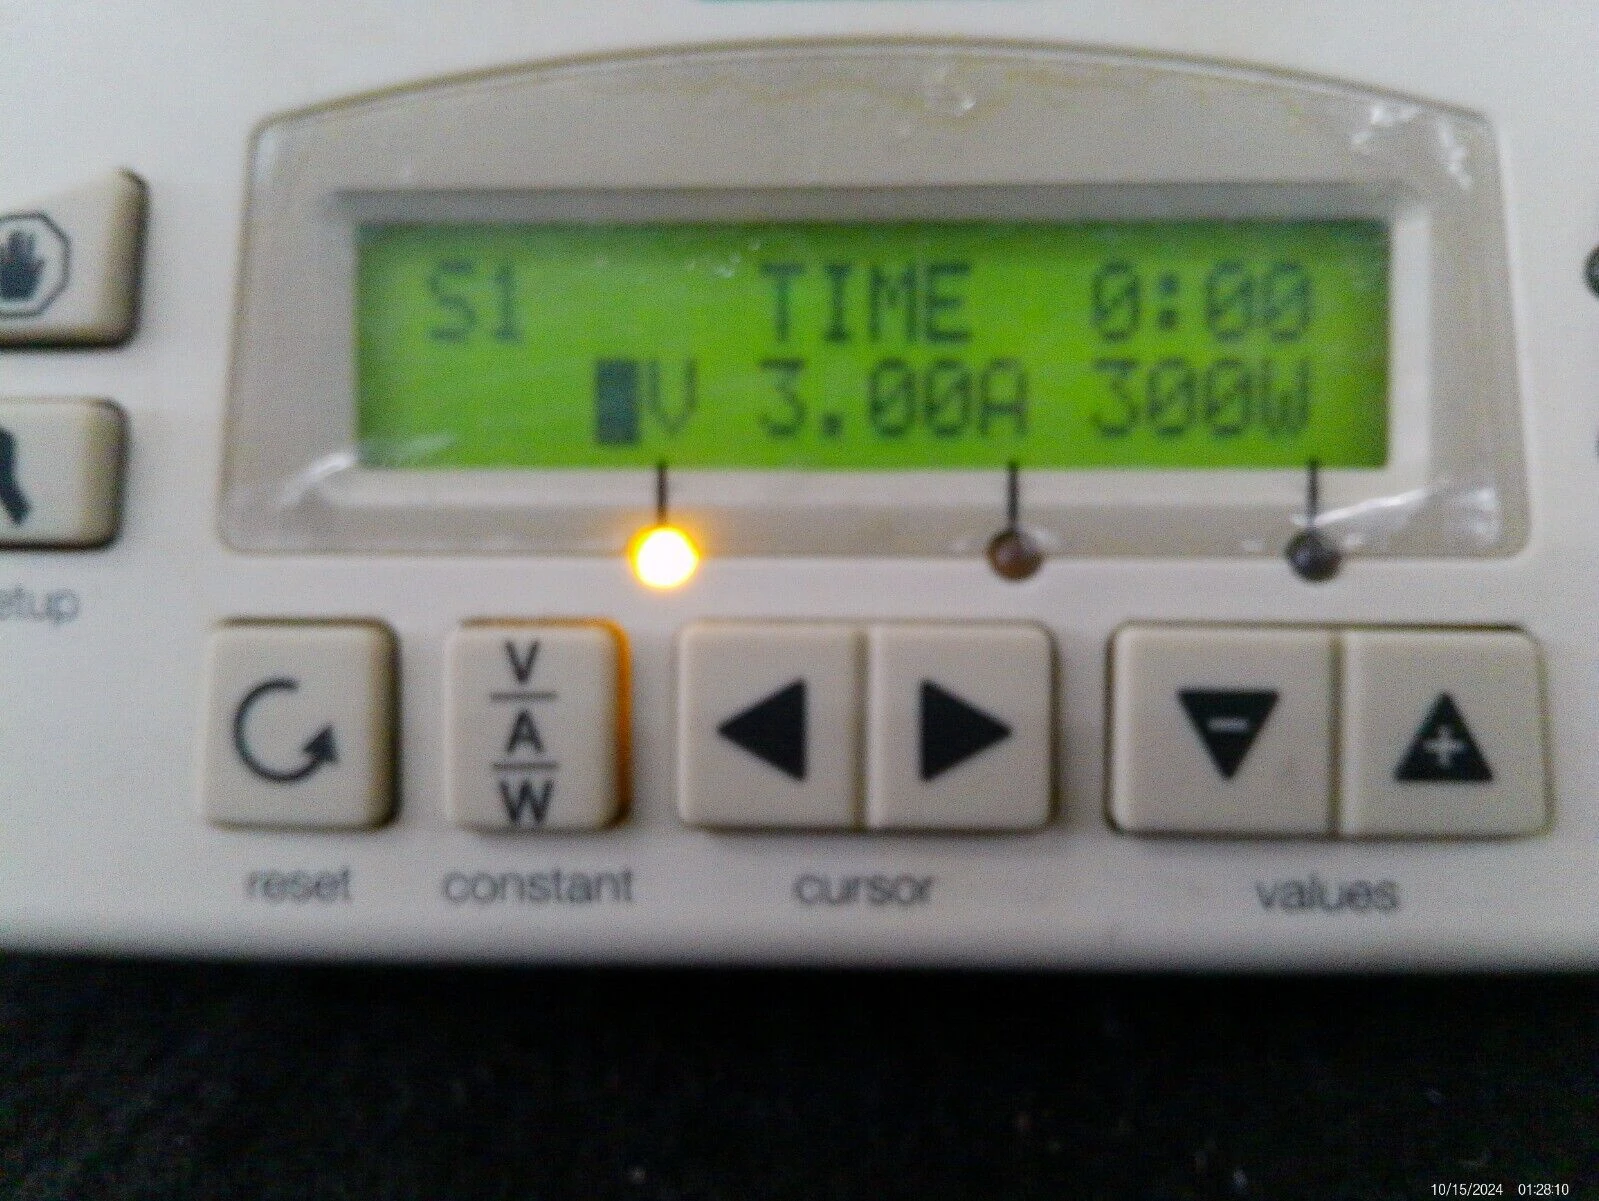 S1 TIME 0:00
V 3.00A 300W
etup
V
A
W
reset constant cursor values
10/15/2024 01:28:10